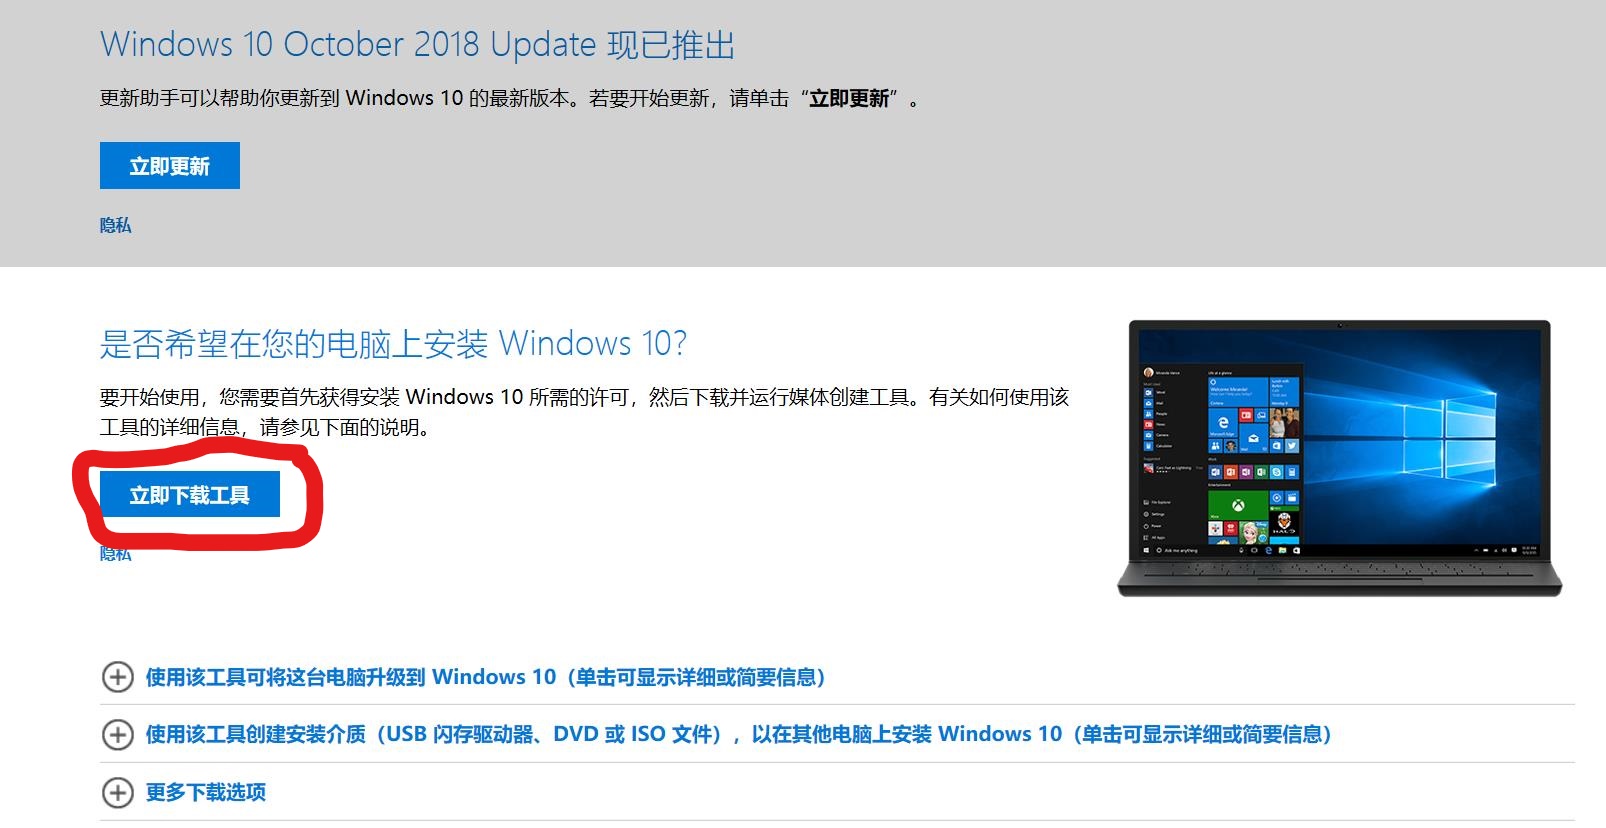 Windows 10 October 2018 Update 现已推出
更新助手可以帮助你更新到 Windows 10 的最新版本。若要开始更新，请单击“立即更新”。
立即更新
隐私
是否希望在您的电脑上安装 Windows 10?
要开始使用，您需要首先获得安装 Windows 10 所需的许可，然后下载并运行媒体创建工具。有关如何使用该
工具的详细信息，请参见下面的说明。
立即下载工具
隐私
使用该工具可将这台电脑升级到 Windows 10（单击可显示详细或简要信息）
使用该工具创建安装介质（USB 闪存驱动器、DVD 或 ISO 文件），以在其他电脑上安装 Windows 10（单击可显示详细或简要信息）
更多下载选项